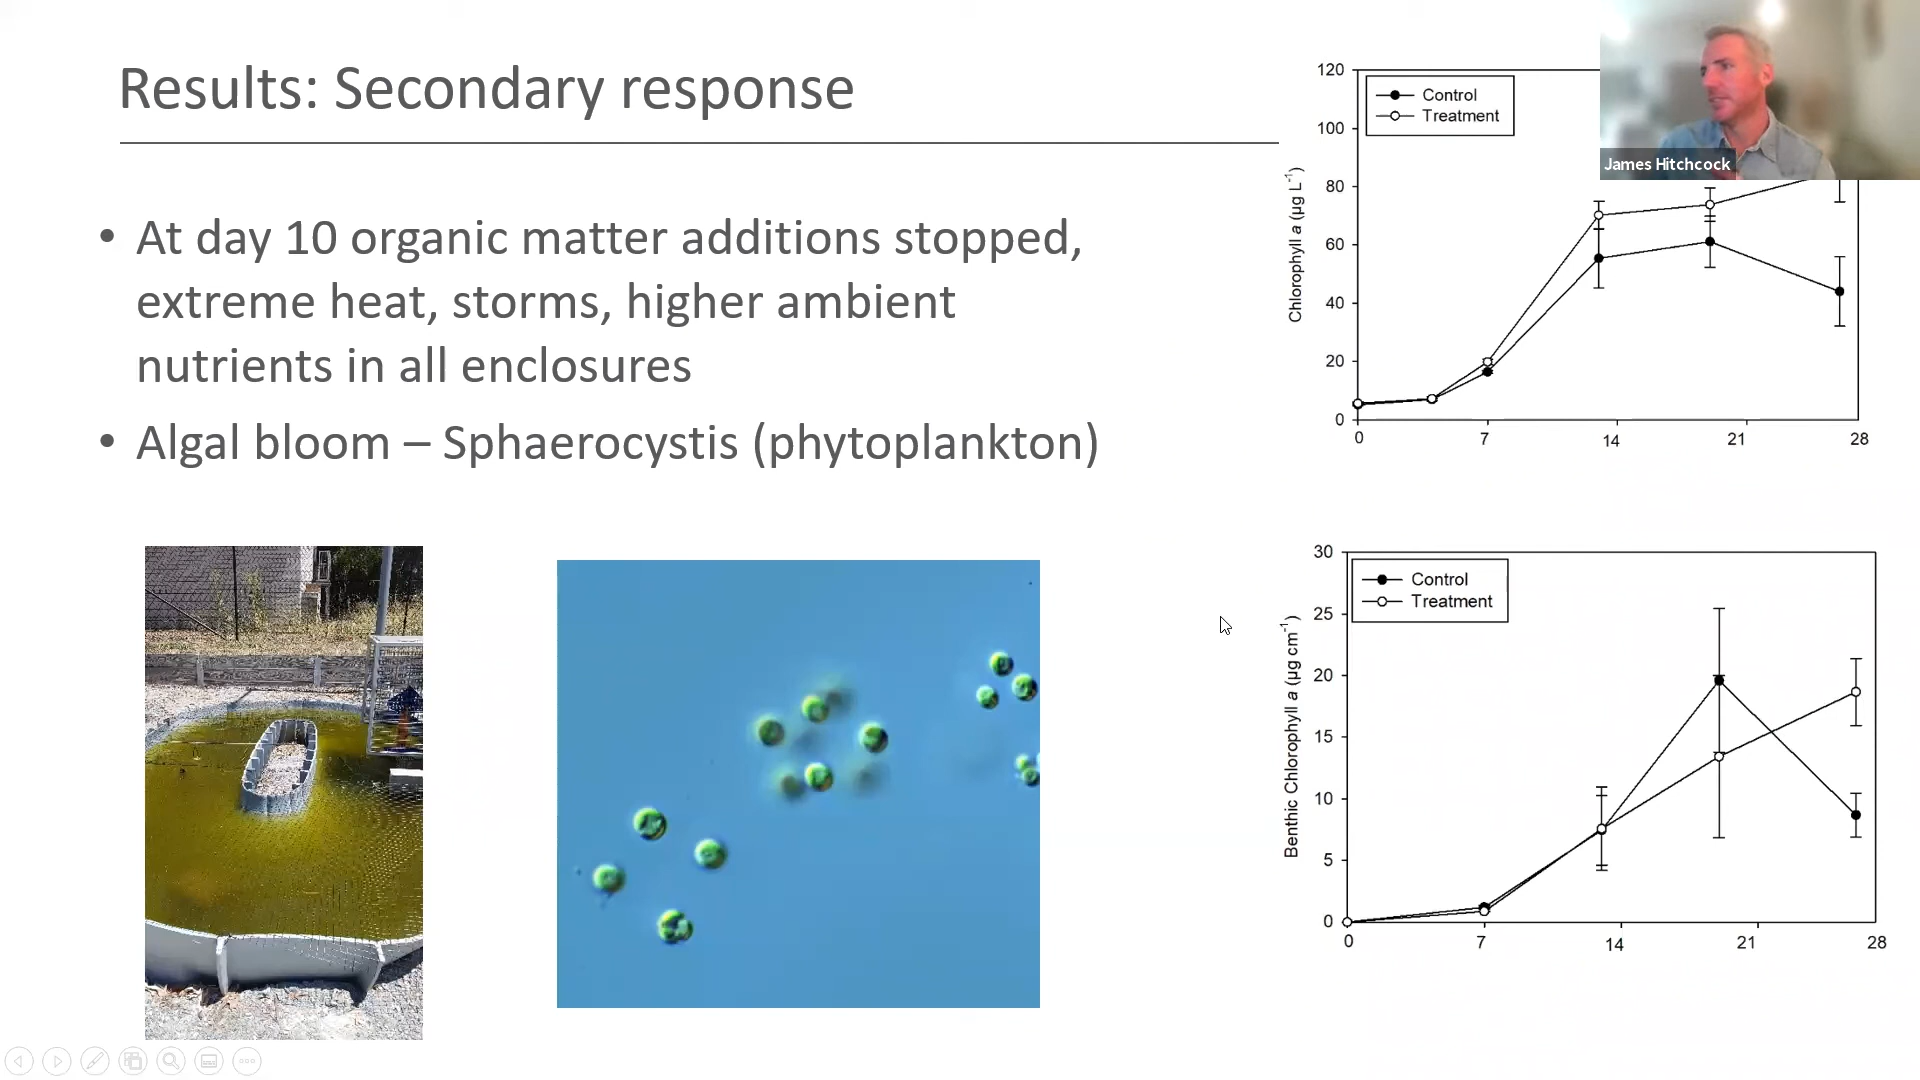 Results: Secondary response
• At day 10 organic matter additions stopped,
extreme heat, storms, higher ambient
nutrients in all enclosures
• Algal bloom – Sphaerocystis (phytoplankton)
James Hitchcock
Control
Treatment
Chlorophyll a (µg L⁻¹)
120
100
80
60
40
20
0
0 7 14 21 28
Control
Treatment
Benthic Chlorophyll a (µg cm⁻¹)
30
25
20
15
10
5
0
0 7 14 21 28